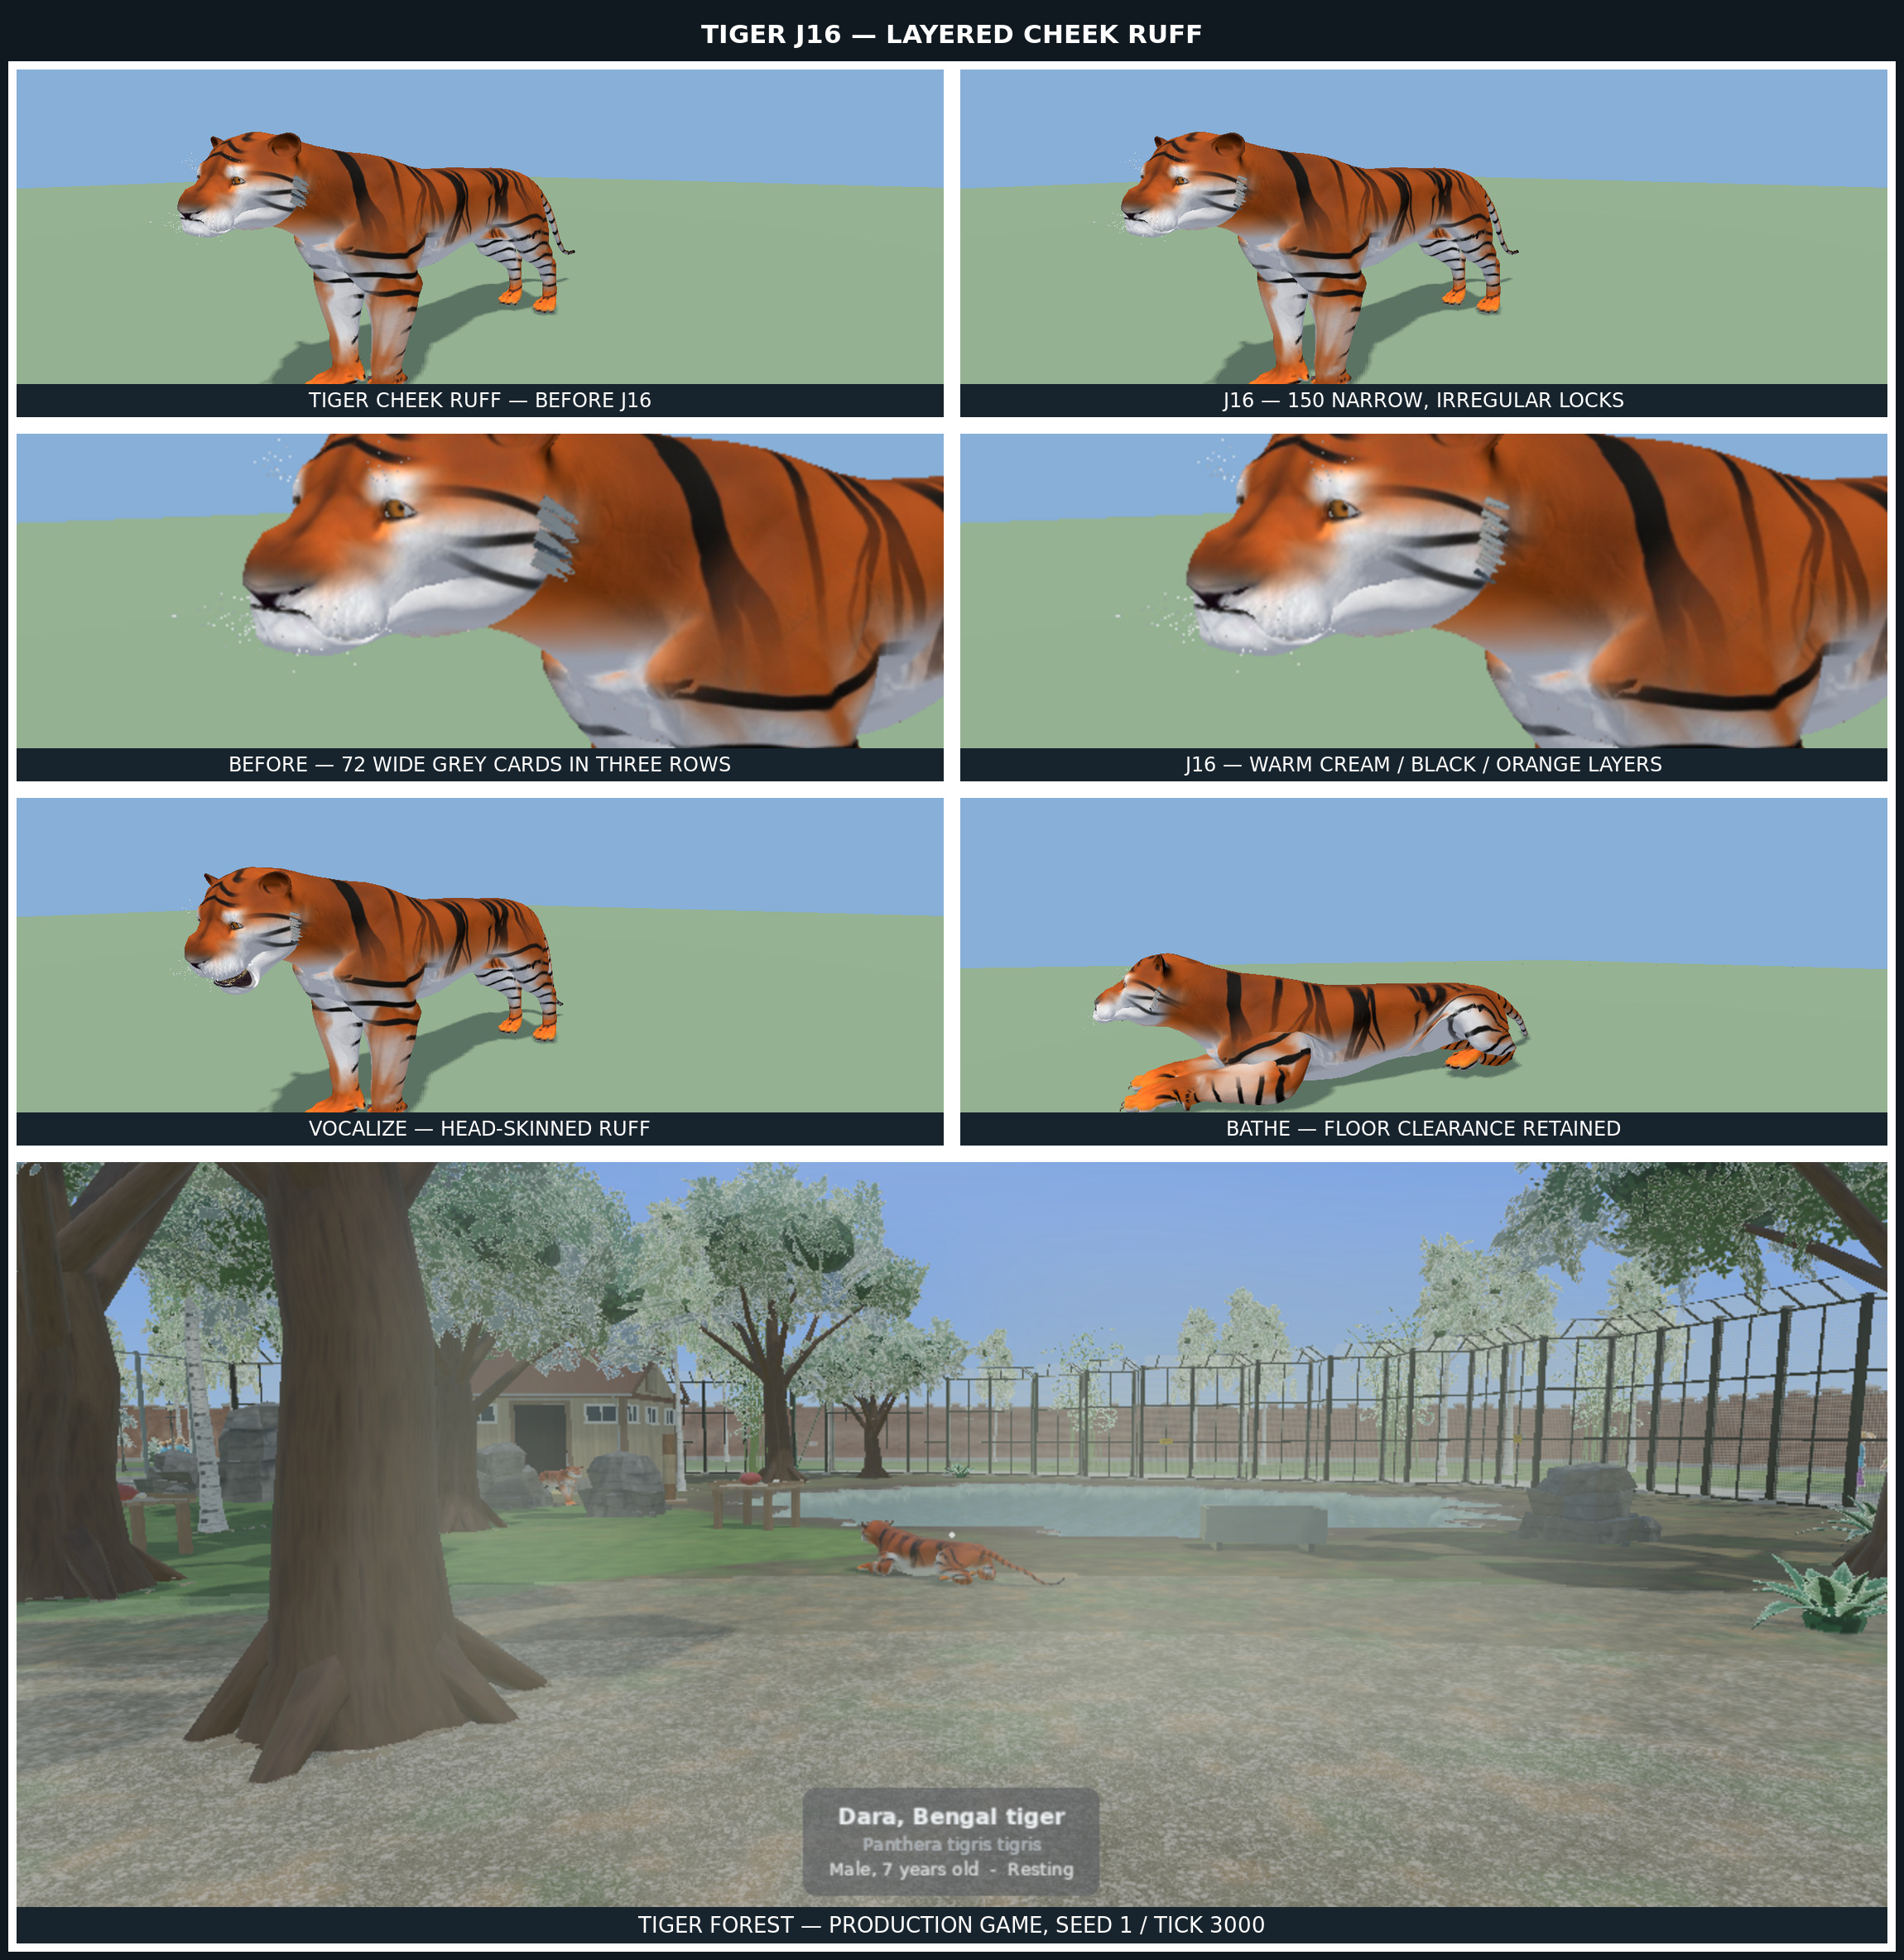 TIGER J16 — LAYERED CHEEK RUFF
TIGER CHEEK RUFF — BEFORE J16
J16 — 150 NARROW, IRREGULAR LOCKS
BEFORE — 72 WIDE GREY CARDS IN THREE ROWS
J16 — WARM CREAM / BLACK / ORANGE LAYERS
VOCALIZE — HEAD-SKINNED RUFF
BATHE — FLOOR CLEARANCE RETAINED
Dara, Bengal tiger
Panthera tigris tigris
Male, 7 years old - Resting
TIGER FOREST — PRODUCTION GAME, SEED 1 / TICK 3000